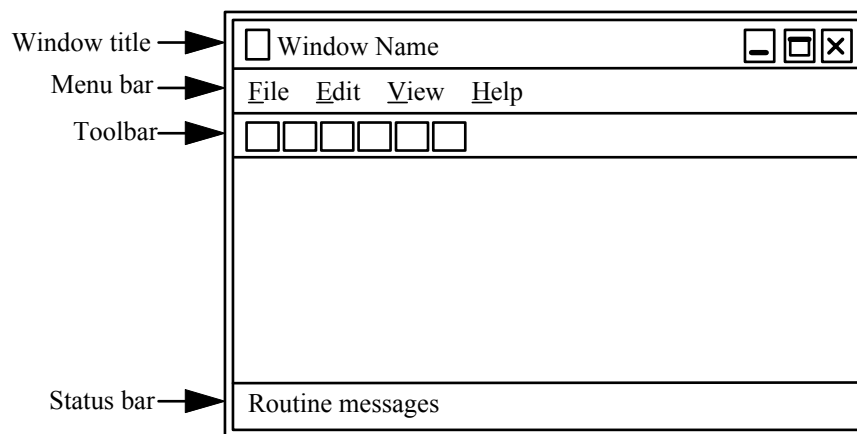 Window title
Window Name
Menu bar
File Edit View Help
Toolbar
Status bar
Routine messages